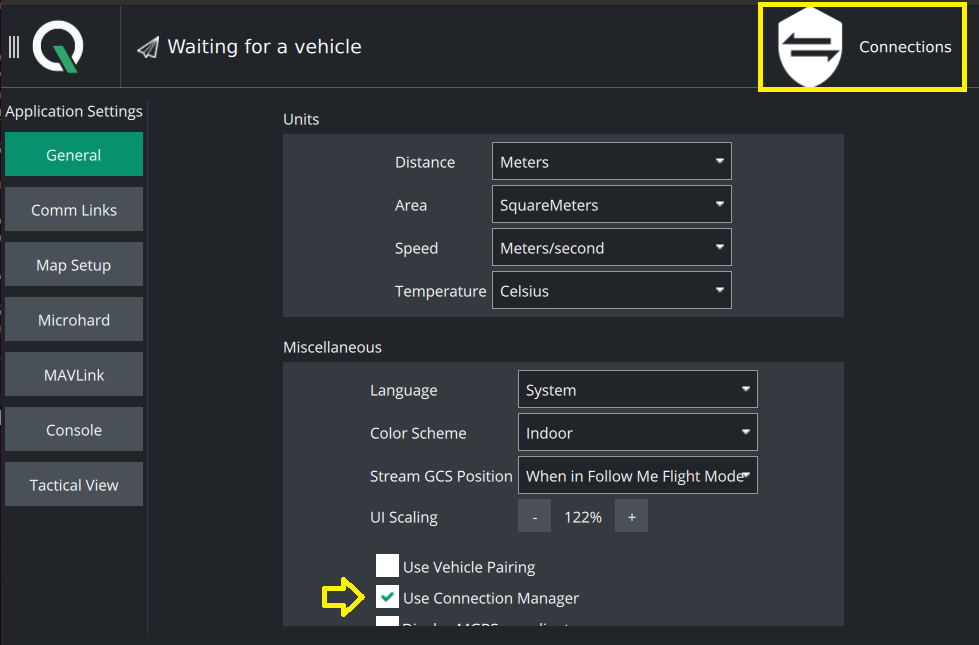 Waiting for a vehicle
Connections
Application Settings
General
Comm Links
Map Setup
Microhard
MAVLink
Console
Tactical View
Units
Distance Meters
Area SquareMeters
Speed Meters/second
Temperature Celsius
Miscellaneous
Language System
Color Scheme Indoor
Stream GCS Position When in Follow Me Flight Mode
UI Scaling - 122% +
Use Vehicle Pairing
Use Connection Manager